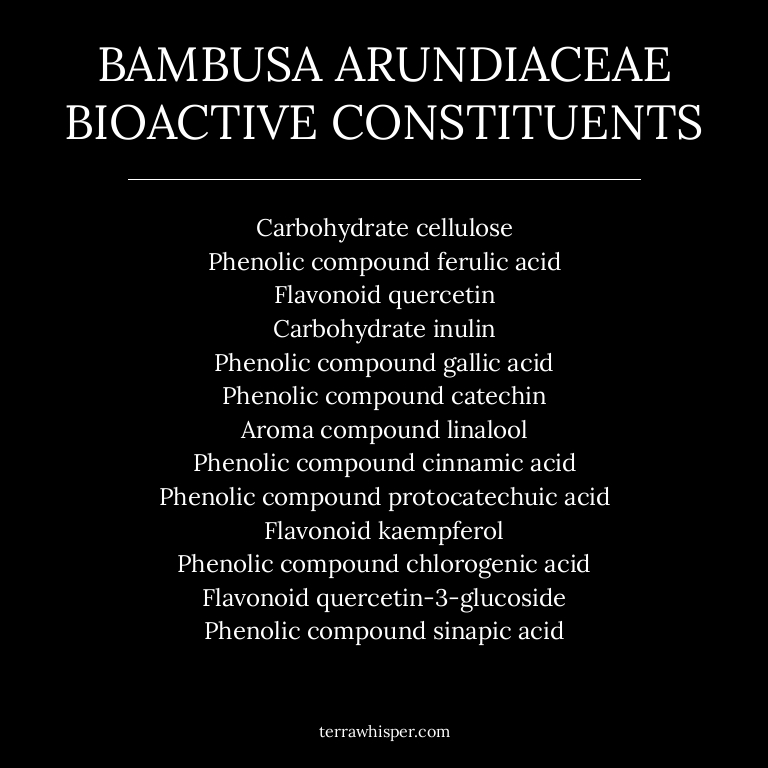 BAMBUSA ARUNDIACEAE
BIOACTIVE CONSTITUENTS
Carbohydrate cellulose
Phenolic compound ferulic acid
Flavonoid quercetin
Carbohydrate inulin
Phenolic compound gallic acid
Phenolic compound catechin
Aroma compound linalool
Phenolic compound cinnamic acid
Phenolic compound protocatechuic acid
Flavonoid kaempferol
Phenolic compound chlorogenic acid
Flavonoid quercetin-3-glucoside
Phenolic compound sinapic acid
terrawhisper.com